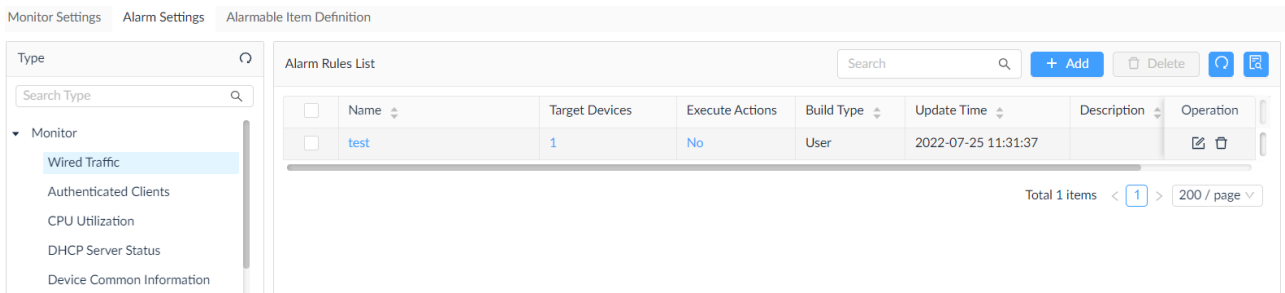 Monitor Settings Alarm Settings Alarmable Item Definition
Type
Search Type
Monitor
Wired Traffic
Authenticated Clients
CPU Utilization
DHCP Server Status
Device Common Information
Alarm Rules List
Search
+ Add
Delete
Name Target Devices Execute Actions Build Type Update Time Description Operation
test 1 No User 2022-07-25 11:31:37
Total 1 items < 1 > 200 / page